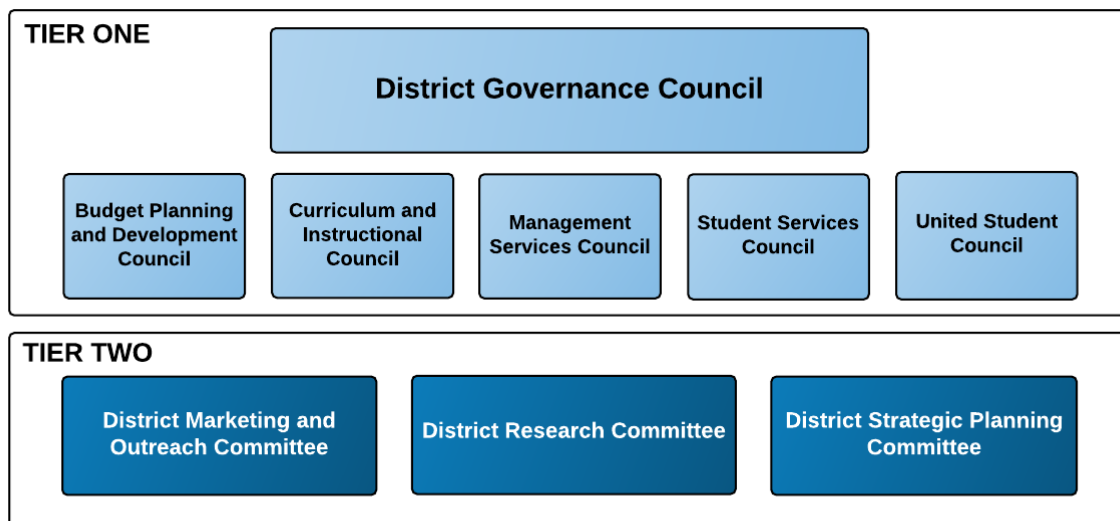 TIER ONE
District Governance Council
Budget Planning
and Development
Council
Curriculum and
Instructional
Council
Management
Services Council
Student Services
Council
United Student
Council
TIER TWO
District Marketing and
Outreach Committee
District Research Committee
District Strategic Planning
Committee